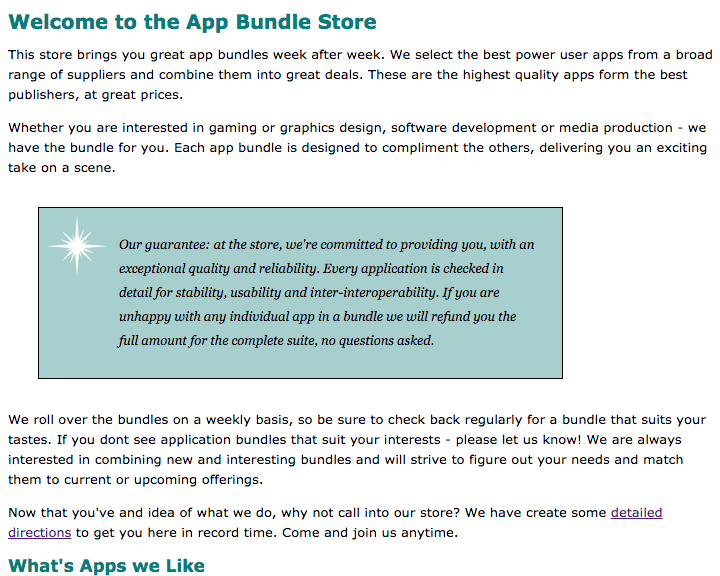 Welcome to the App Bundle Store
This store brings you great app bundles week after week. We select the best power user apps from a broad
range of suppliers and combine them into great deals. These are the highest quality apps form the best
publishers, at great prices.
Whether you are interested in gaming or graphics design, software development or media production - we
have the bundle for you. Each app bundle is designed to compliment the others, delivering you an exciting
take on a scene.
Our guarantee: at the store, we're committed to providing you, with an
exceptional quality and reliability. Every application is checked in
detail for stability, usability and inter-interoperability. If you are
unhappy with any individual app in a bundle we will refund you the
full amount for the complete suite, no questions asked.
We roll over the bundles on a weekly basis, so be sure to check back regularly for a bundle that suits your
tastes. If you dont see application bundles that suit your interests - please let us know! We are always
interested in combining new and interesting bundles and will strive to figure out your needs and match
them to current or upcoming offerings.
Now that you've and idea of what we do, why not call into our store? We have create some detailed
directions to get you here in record time. Come and join us anytime.
What's Apps we Like